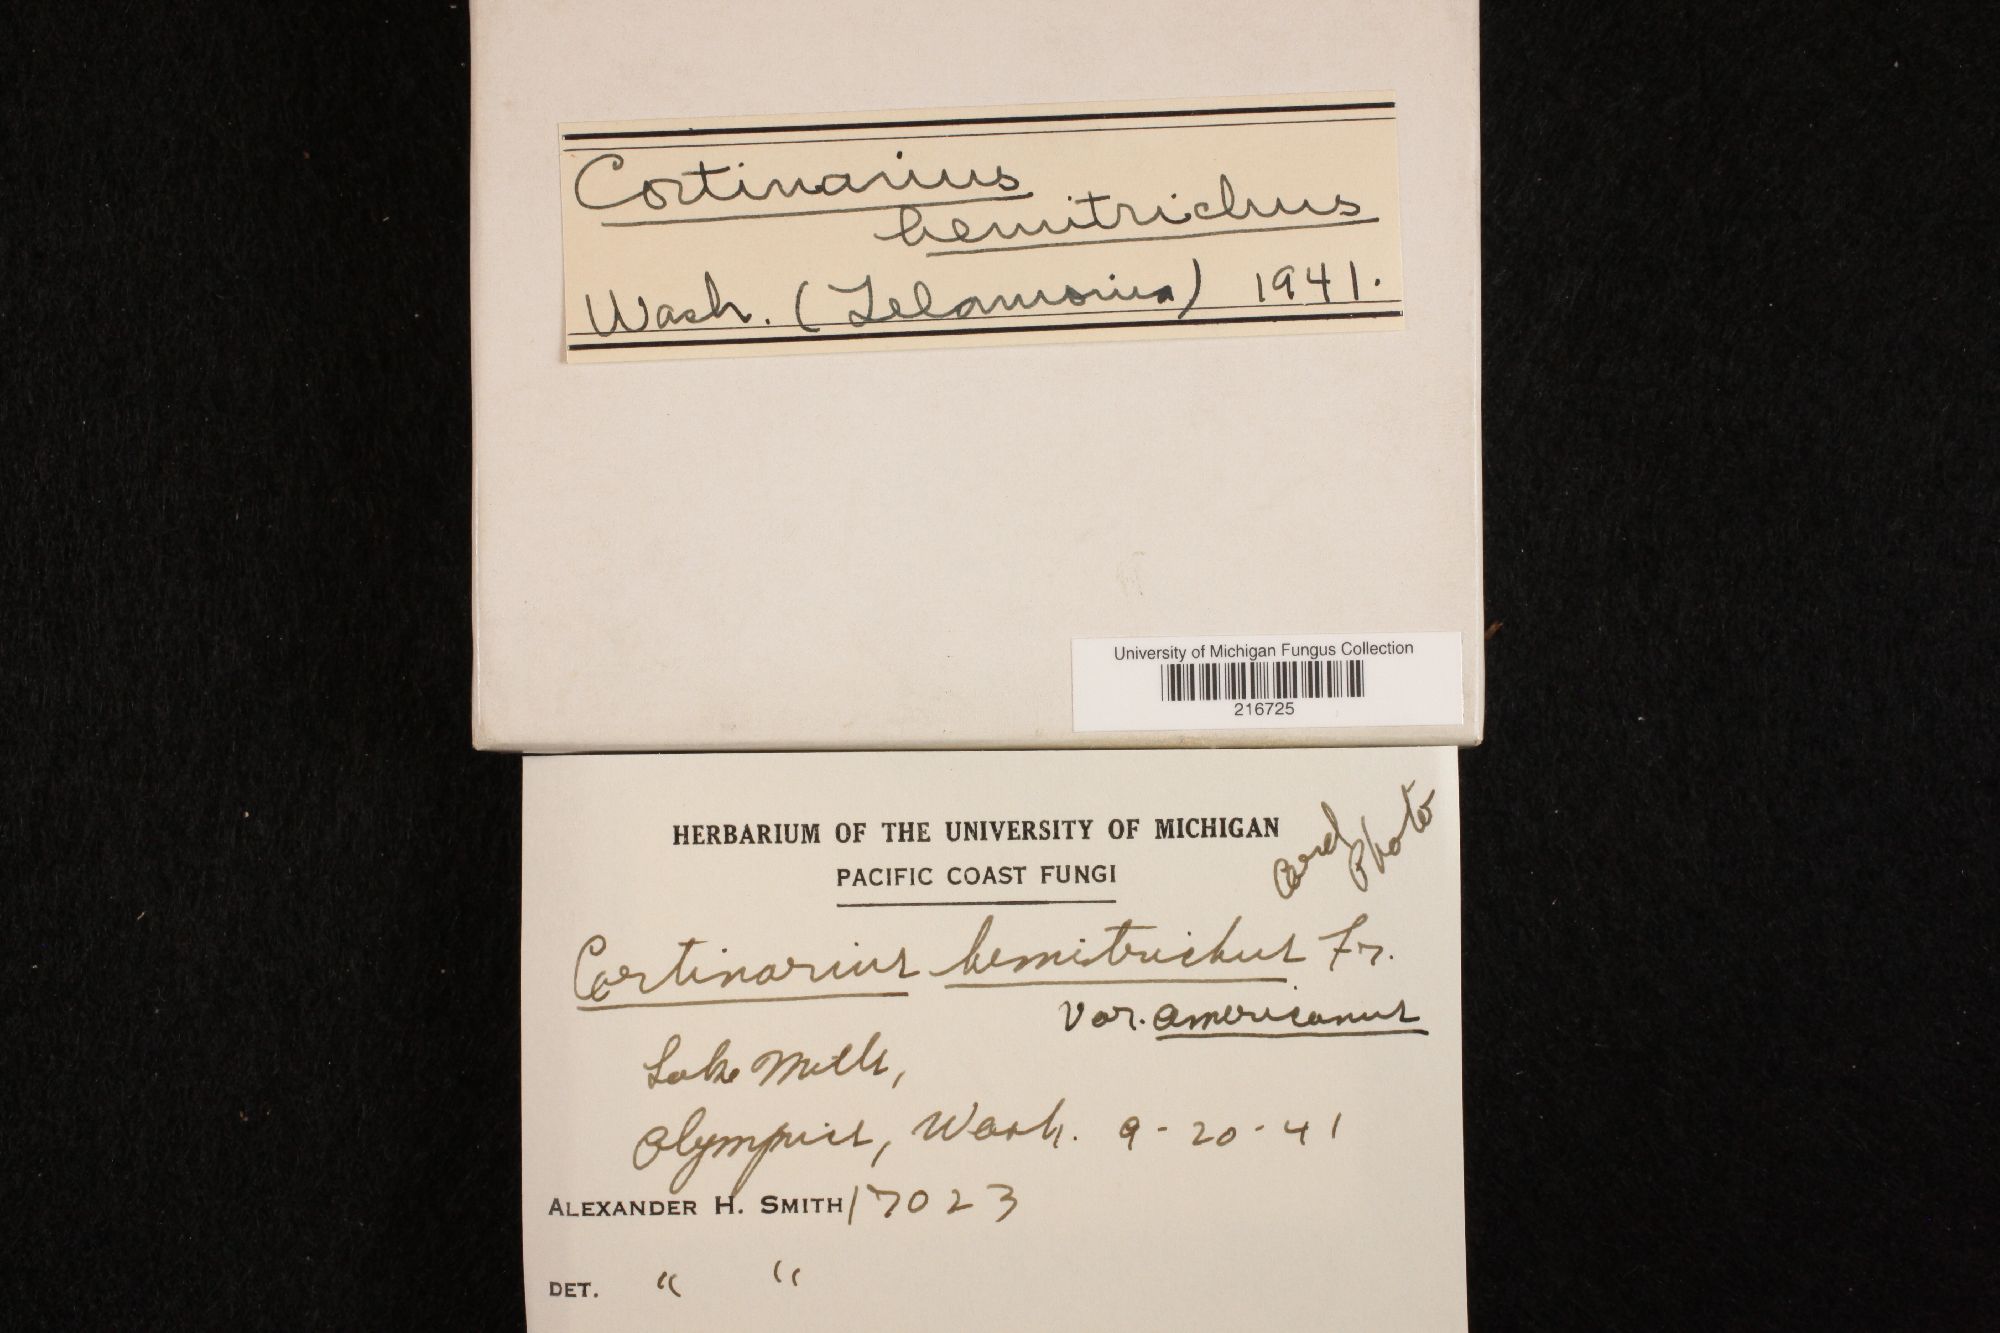 Cortinarius
hemitrichus
Wash. (Telamonia) 1941.
University of Michigan Fungus Collection
216725
HERBARIUM OF THE UNIVERSITY OF MICHIGAN
PACIFIC COAST FUNGI
Card
Photo
Cortinarius hemitrichus Fr.
var. americanus
Lake Mills,
Olympics, Wash. 9-20-41
ALEXANDER H. SMITH 17023
DET. " "